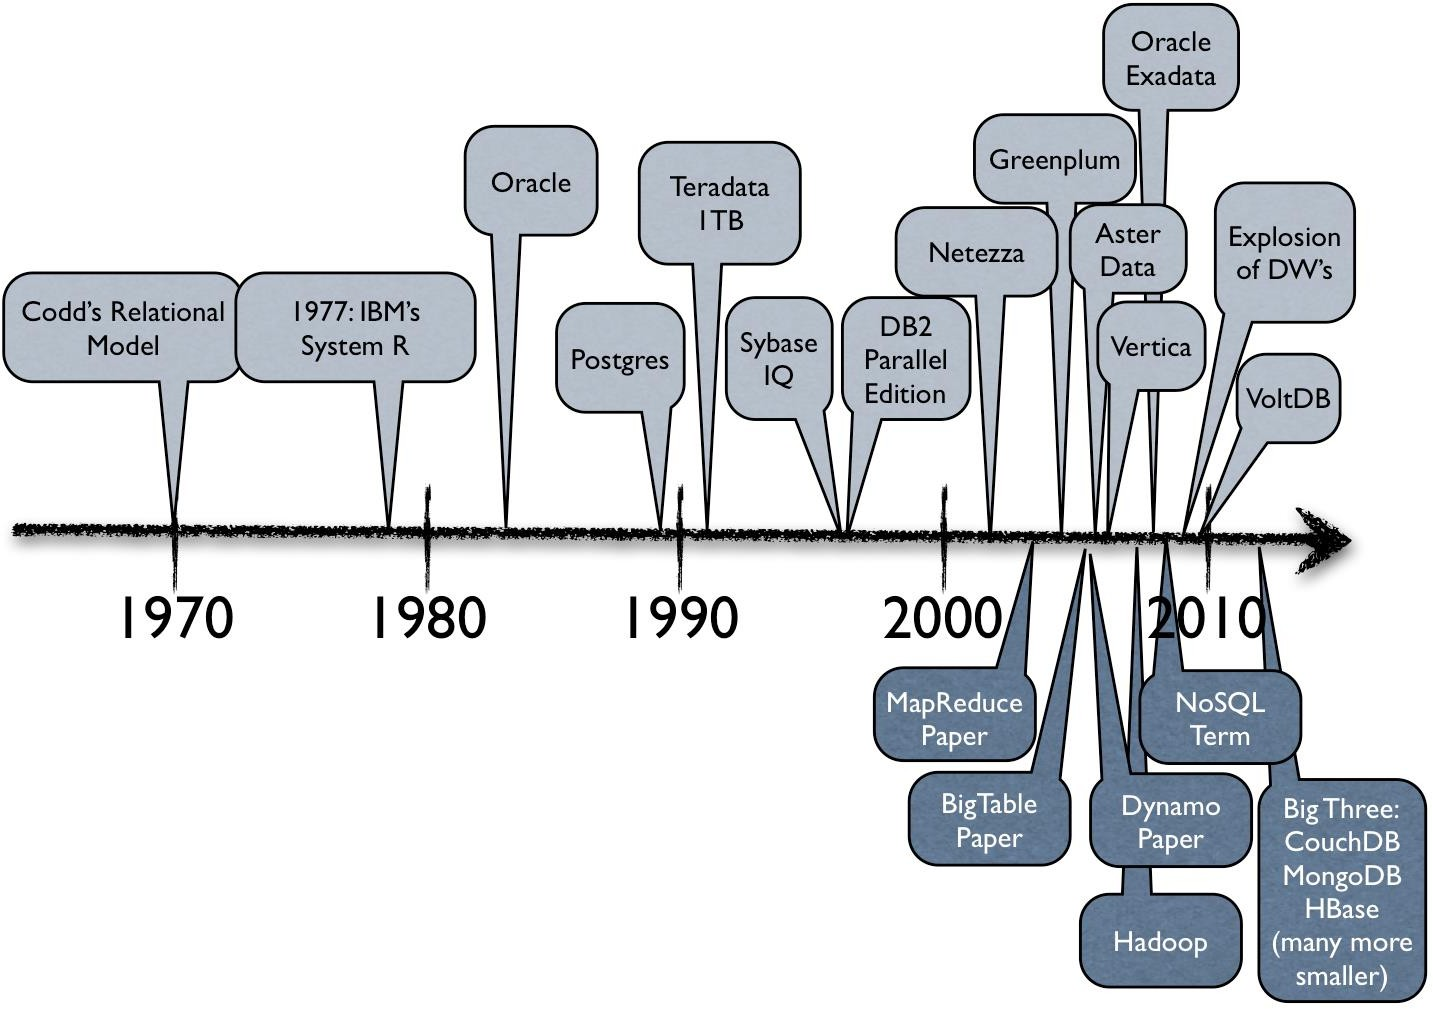 Oracle
Exadata
Greenplum
Oracle
Teradata
1TB
Netezza
Aster
Data
Explosion
of DW's
Codd's Relational
Model
1977: IBM's
System R
Postgres
Sybase
IQ
DB2
Parallel
Edition
Vertica
VoltDB
1970
1980
1990
2000
2010
MapReduce
Paper
NoSQL
Term
BigTable
Paper
Dynamo
Paper
Hadoop
Big Three:
CouchDB
MongoDB
HBase
(many more
smaller)